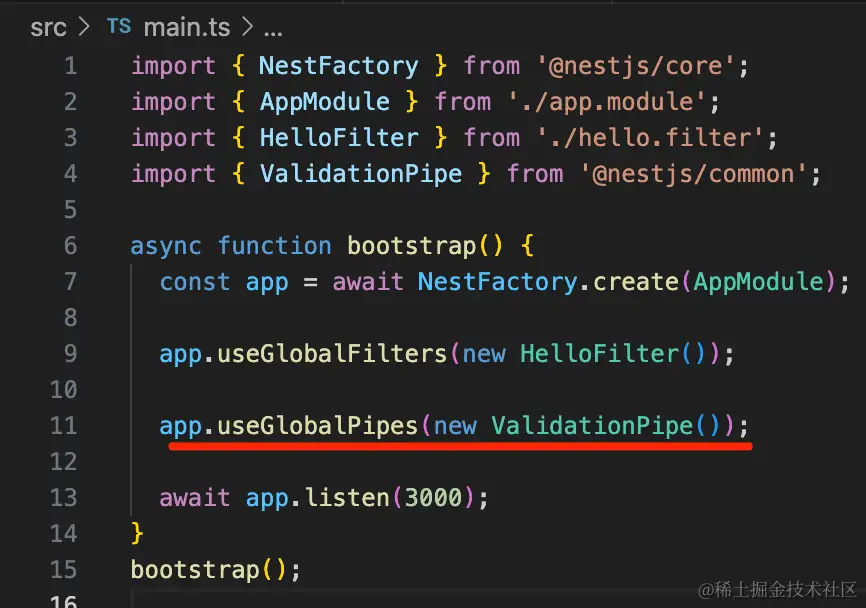 src > TS main.ts > ...
1 import { NestFactory } from '@nestjs/core';
2 import { AppModule } from './app.module';
3 import { HelloFilter } from './hello.filter';
4 import { ValidationPipe } from '@nestjs/common';
5
6 async function bootstrap() {
7   const app = await NestFactory.create(AppModule);
8
9   app.useGlobalFilters(new HelloFilter());
10
11   app.useGlobalPipes(new ValidationPipe());
12
13   await app.listen(3000);
14 }
15 bootstrap();
16
@稀土掘金技术社区